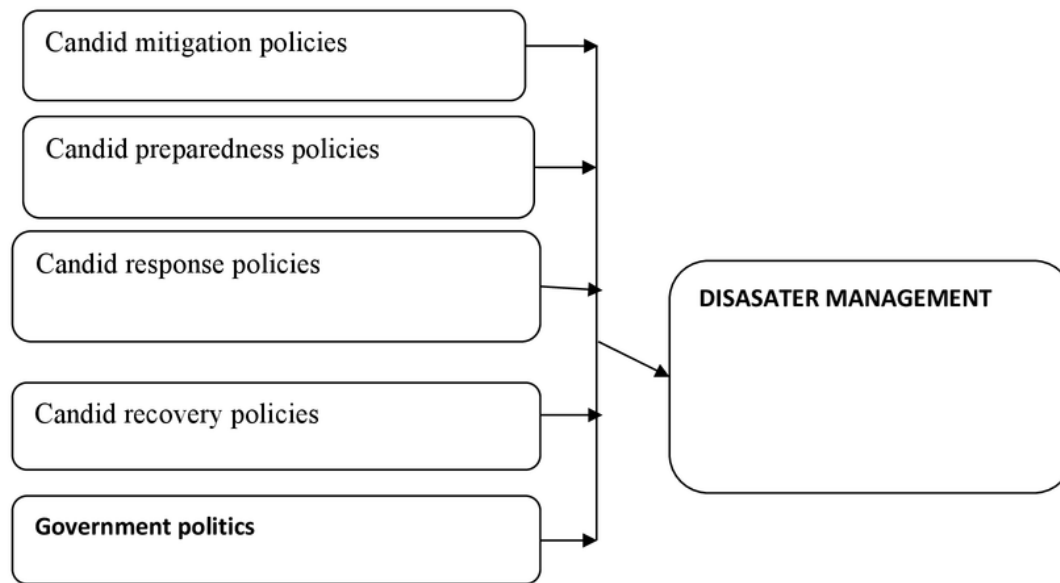 Candid mitigation policies
Candid preparedness policies
Candid response policies
DISASATER MANAGEMENT
Candid recovery policies
Government politics